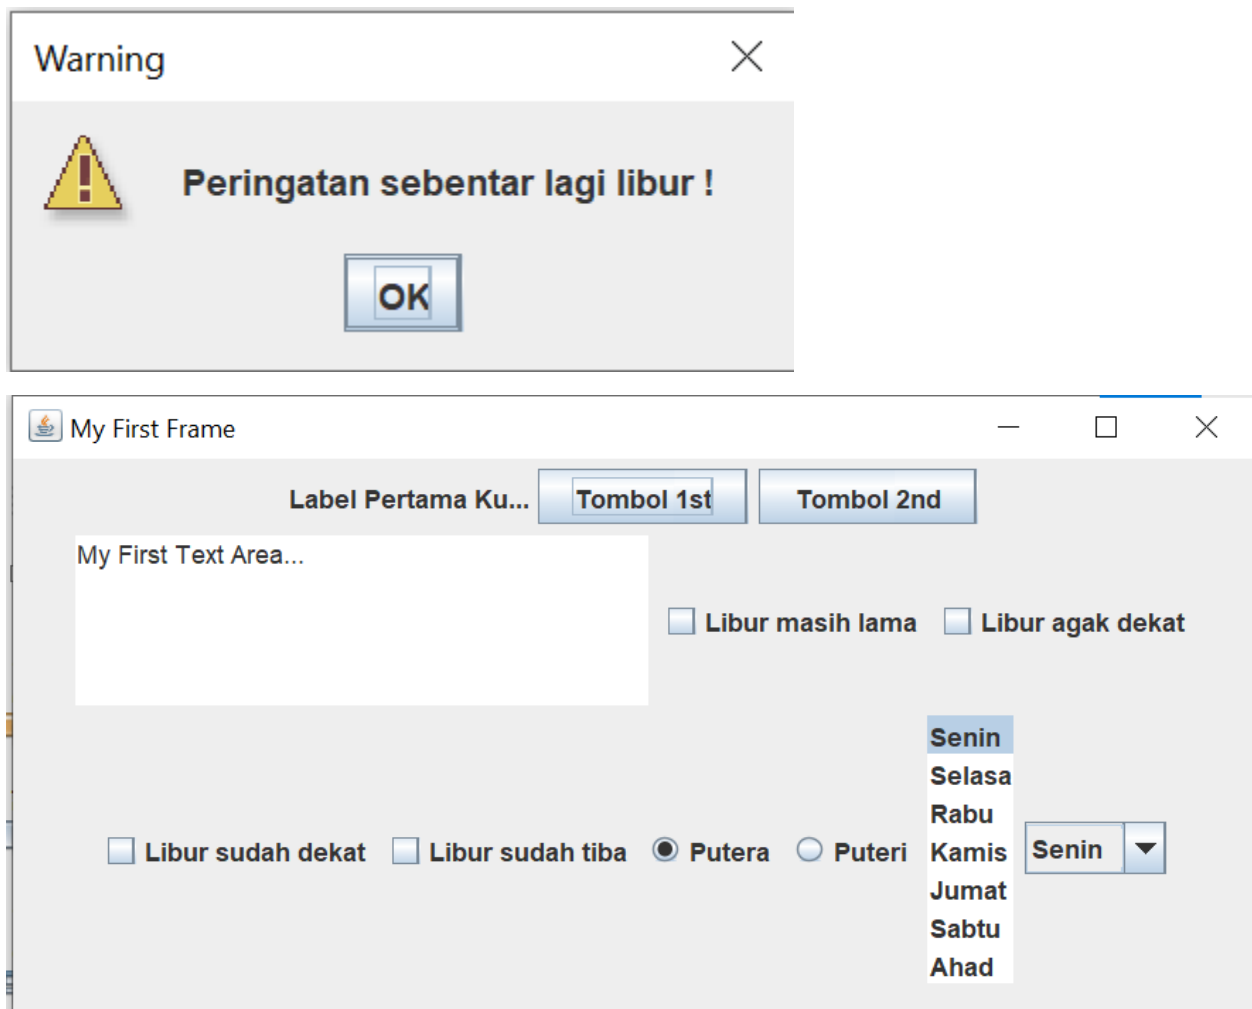 Warning
Peringatan sebentar lagi libur !
OK
My First Frame
Label Pertama Ku... Tombol 1st Tombol 2nd
My First Text Area...
Libur masih lama Libur agak dekat
Senin
Selasa
Rabu
Kamis
Jumat
Sabtu
Ahad
Libur sudah dekat Libur sudah tiba Putera Puteri Senin